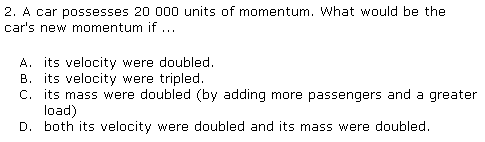 2. A car possesses 20 000 units of momentum. What would be the
car's new momentum if ...
A. its velocity were doubled.
B. its velocity were tripled.
C. its mass were doubled (by adding more passengers and a greater
load)
D. both its velocity were doubled and its mass were doubled.